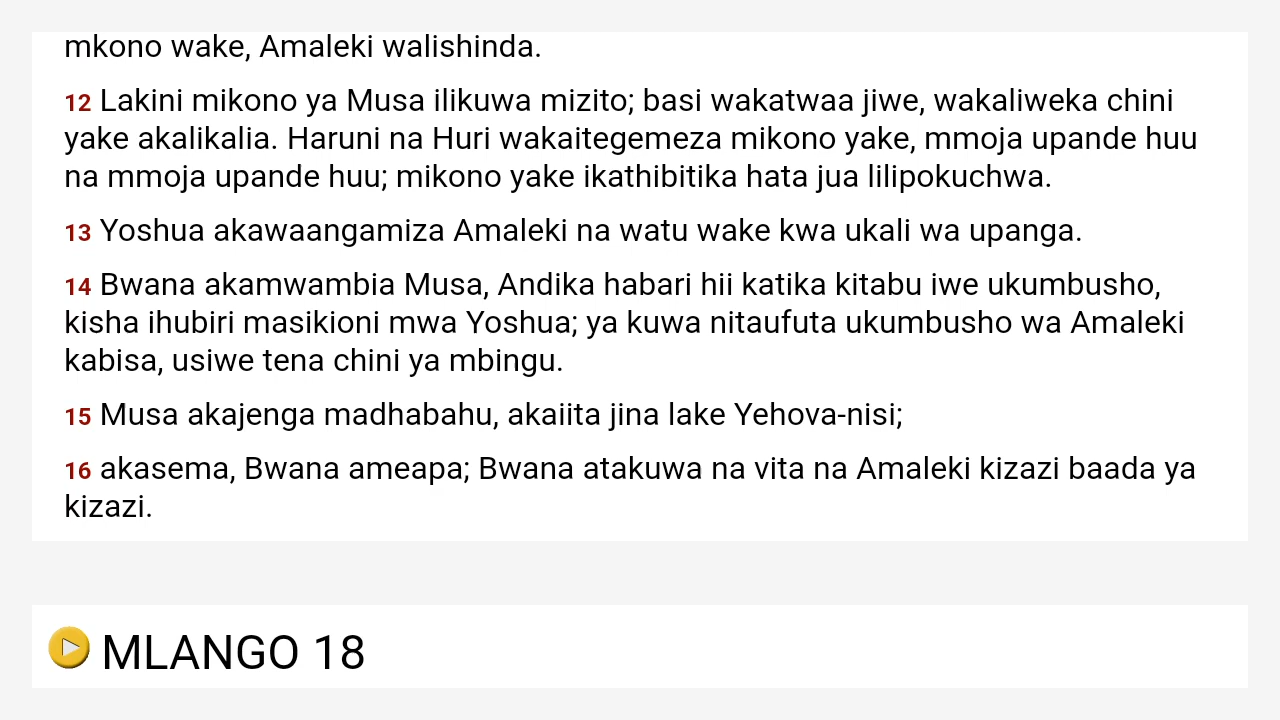 mkono wake, Amaleki walishinda.
12 Lakini mikono ya Musa ilikuwa mizito; basi wakatwaa jiwe, wakaliweka chini
yake akalikalia. Haruni na Huri wakaitegemeza mikono yake, mmoja upande huu
na mmoja upande huu; mikono yake ikathibitika hata jua lilipokuchwa.
13 Yoshua akawaangamiza Amaleki na watu wake kwa ukali wa upanga.
14 Bwana akamwambia Musa, Andika habari hii katika kitabu iwe ukumbusho,
kisha ihubiri masikioni mwa Yoshua; ya kuwa nitaufuta ukumbusho wa Amaleki
kabisa, usiwe tena chini ya mbingu.
15 Musa akajenga madhabahu, akaiita jina lake Yehova-nisi;
16 akasema, Bwana ameapa; Bwana atakuwa na vita na Amaleki kizazi baada ya
kizazi.
MLANGO 18